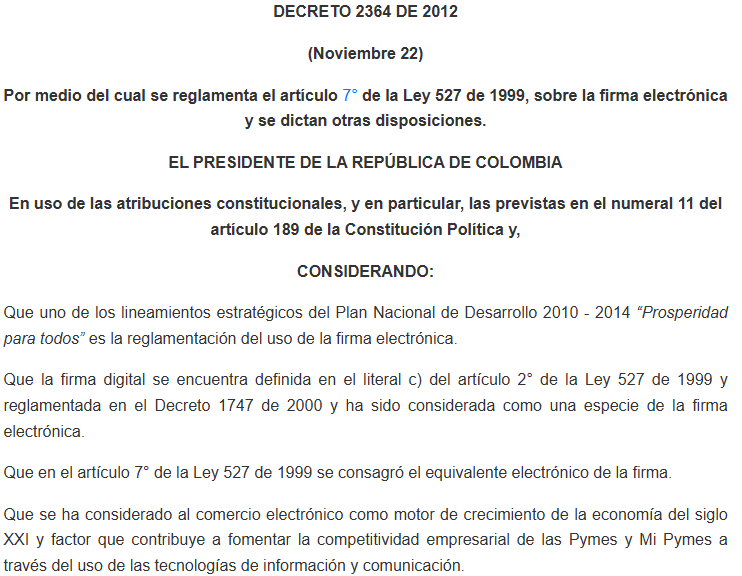 DECRETO 2364 DE 2012
(Noviembre 22)
Por medio del cual se reglamenta el artículo 7° de la Ley 527 de 1999, sobre la firma electrónica
y se dictan otras disposiciones.
EL PRESIDENTE DE LA REPÚBLICA DE COLOMBIA
En uso de las atribuciones constitucionales, y en particular, las previstas en el numeral 11 del
artículo 189 de la Constitución Política y,
CONSIDERANDO:
Que uno de los lineamientos estratégicos del Plan Nacional de Desarrollo 2010 - 2014 “Prosperidad
para todos” es la reglamentación del uso de la firma electrónica.
Que la firma digital se encuentra definida en el literal c) del artículo 2° de la Ley 527 de 1999 y
reglamentada en el Decreto 1747 de 2000 y ha sido considerada como una especie de la firma
electrónica.
Que en el artículo 7° de la Ley 527 de 1999 se consagró el equivalente electrónico de la firma.
Que se ha considerado al comercio electrónico como motor de crecimiento de la economía del siglo
XXI y factor que contribuye a fomentar la competitividad empresarial de las Pymes y Mi Pymes a
través del uso de las tecnologías de información y comunicación.